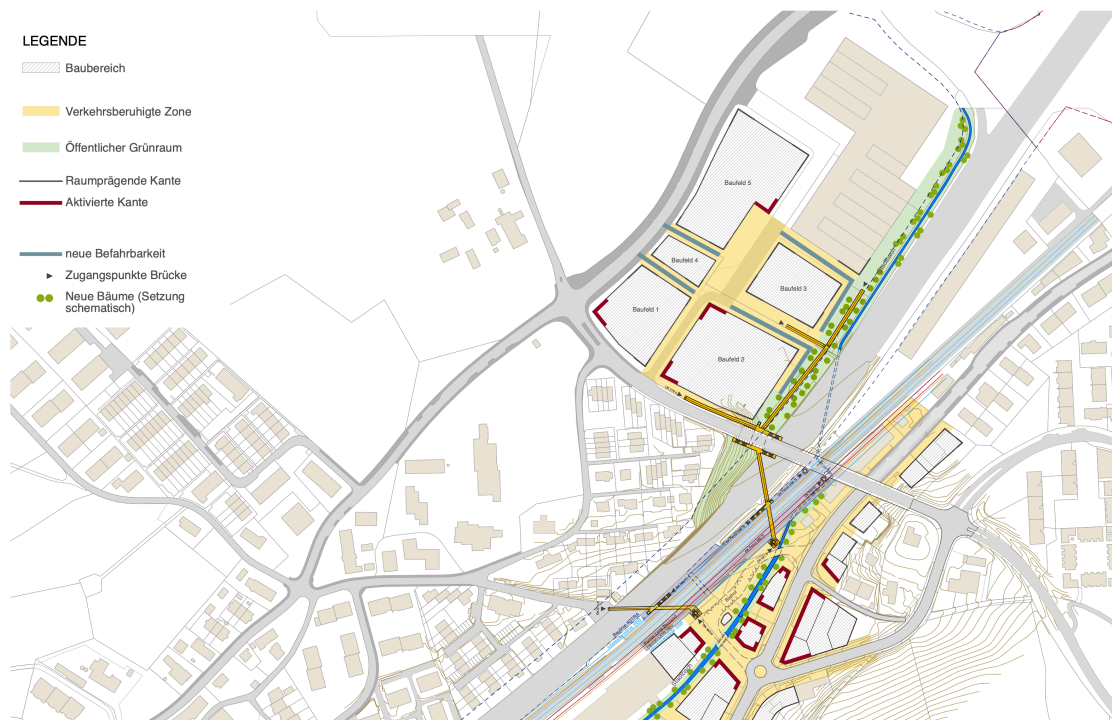 LEGENDE
Baubereich
Verkehrsberuhigte Zone
Öffentlicher Grünraum
Raumprägende Kante
Aktivierte Kante
neue Befahrbarkeit
Zugangspunkte Brücke
Neue Bäume (Setzung
schematisch)
Baufeld 5
Baufeld 4
Baufeld 3
Baufeld 1
Baufeld 2